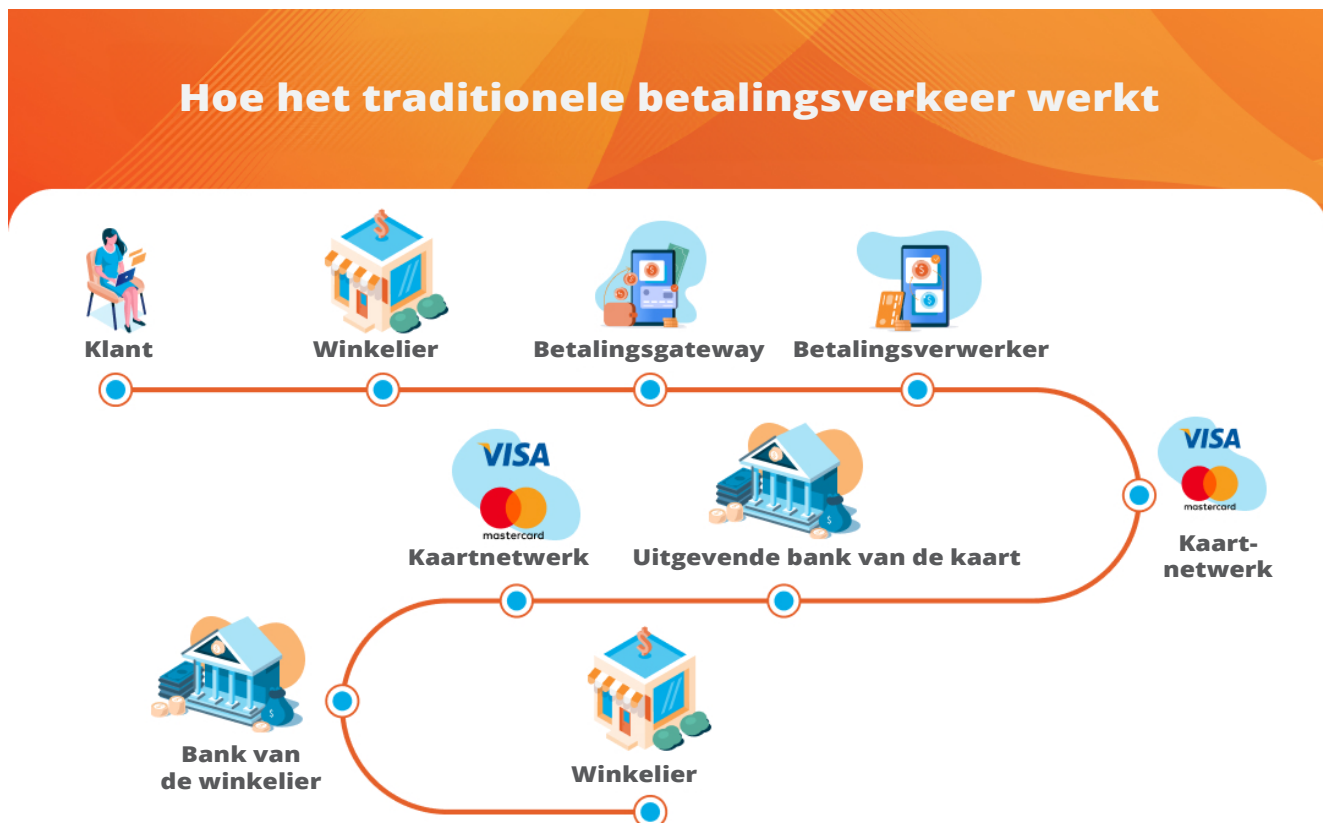 Hoe het traditionele betalingsverkeer werkt
Klant
Winkelier
Betalingsgateway
Betalingsverwerker
VISA
mastercard
Kaart-
netwerk
Uitgevende bank van de kaart
VISA
mastercard
Kaartnetwerk
Bank van
de winkelier
Winkelier